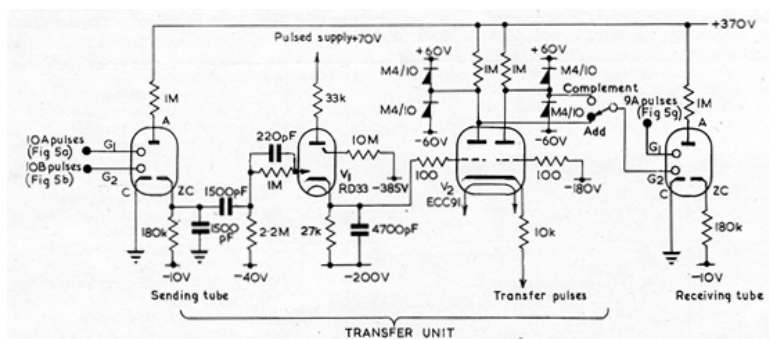 +370V
Pulsed supply+70V
+60V
+60V
1M
33k
M4/10
1M
1M
M4/10
Complement
9A pulses
(Fig 5g)
1M
M4/10
M4/10
A
220pF
10M
-60V
-60V
Add
A
10A pulses
(Fig 5a)
G1
10B pulses
(Fig 5b)
G2
C
ZC
1500pF
1M
V1
RD33
-385V
100
V2
ECC91
100
-180V
G1
G2
C
ZC
180k
1500
pF
2·2M
27k
4700pF
10k
180k
-10V
-40V
-200V
-10V
Sending tube
Transfer pulses
Receiving tube
TRANSFER UNIT